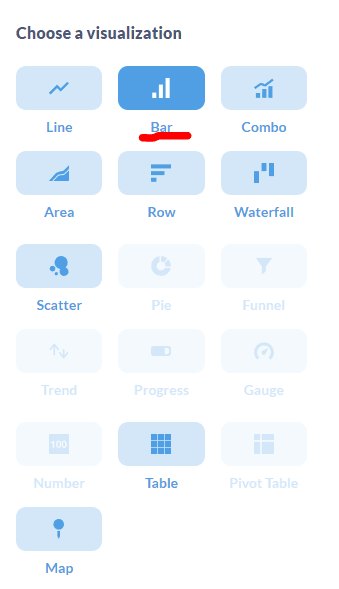 Choose a visualization
Line Bar Combo
Area Row Waterfall
Scatter Pie Funnel
Trend Progress Gauge
100
Number Table Pivot Table
Map